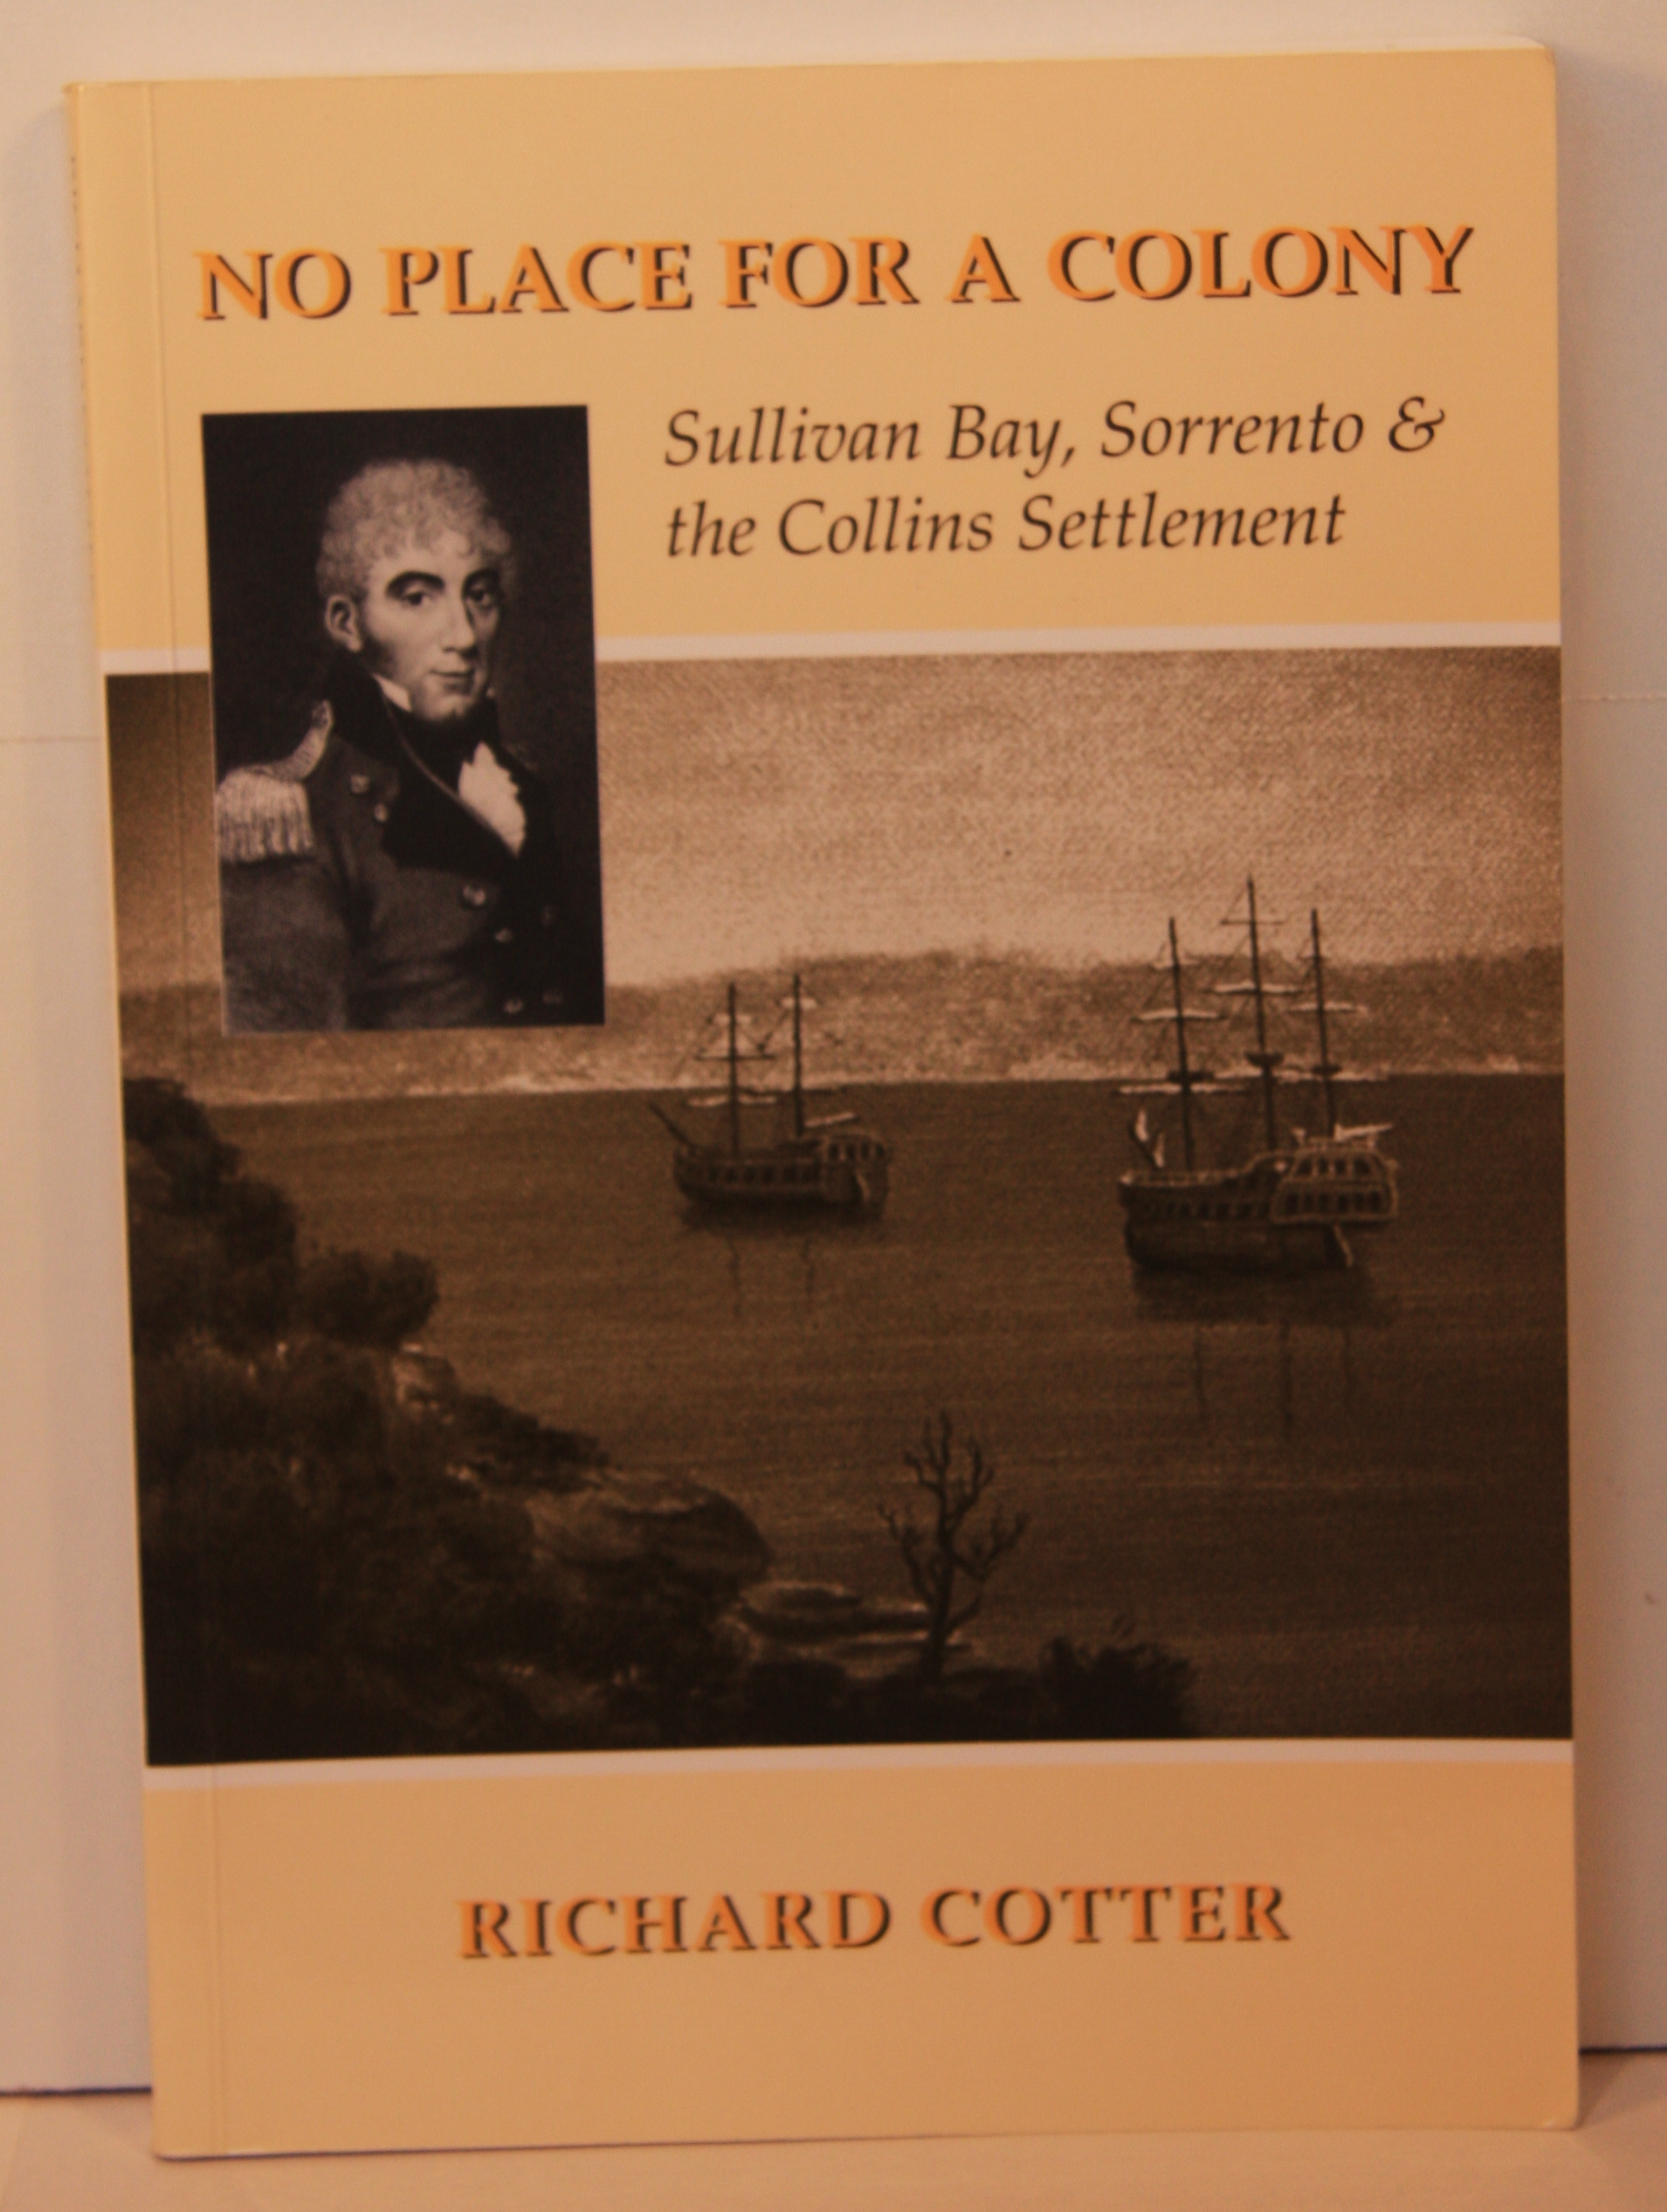 NO PLACE FOR A COLONY
Sullivan Bay, Sorrento &
the Collins Settlement
RICHARD COTTER